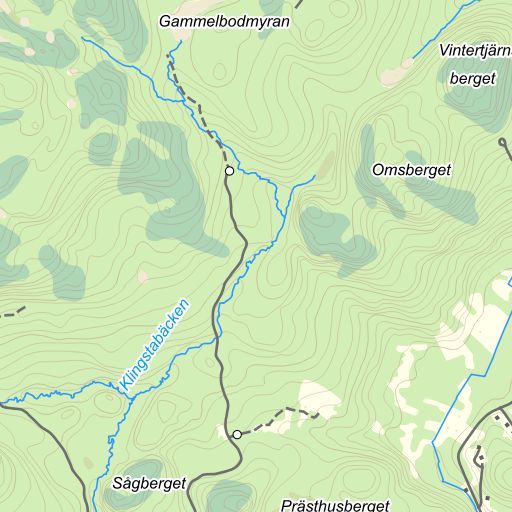 Gammelbodmyran
Vintertjärn
berget
Omsberget
Klingstabäcken
Sågberget
Prästhusberget